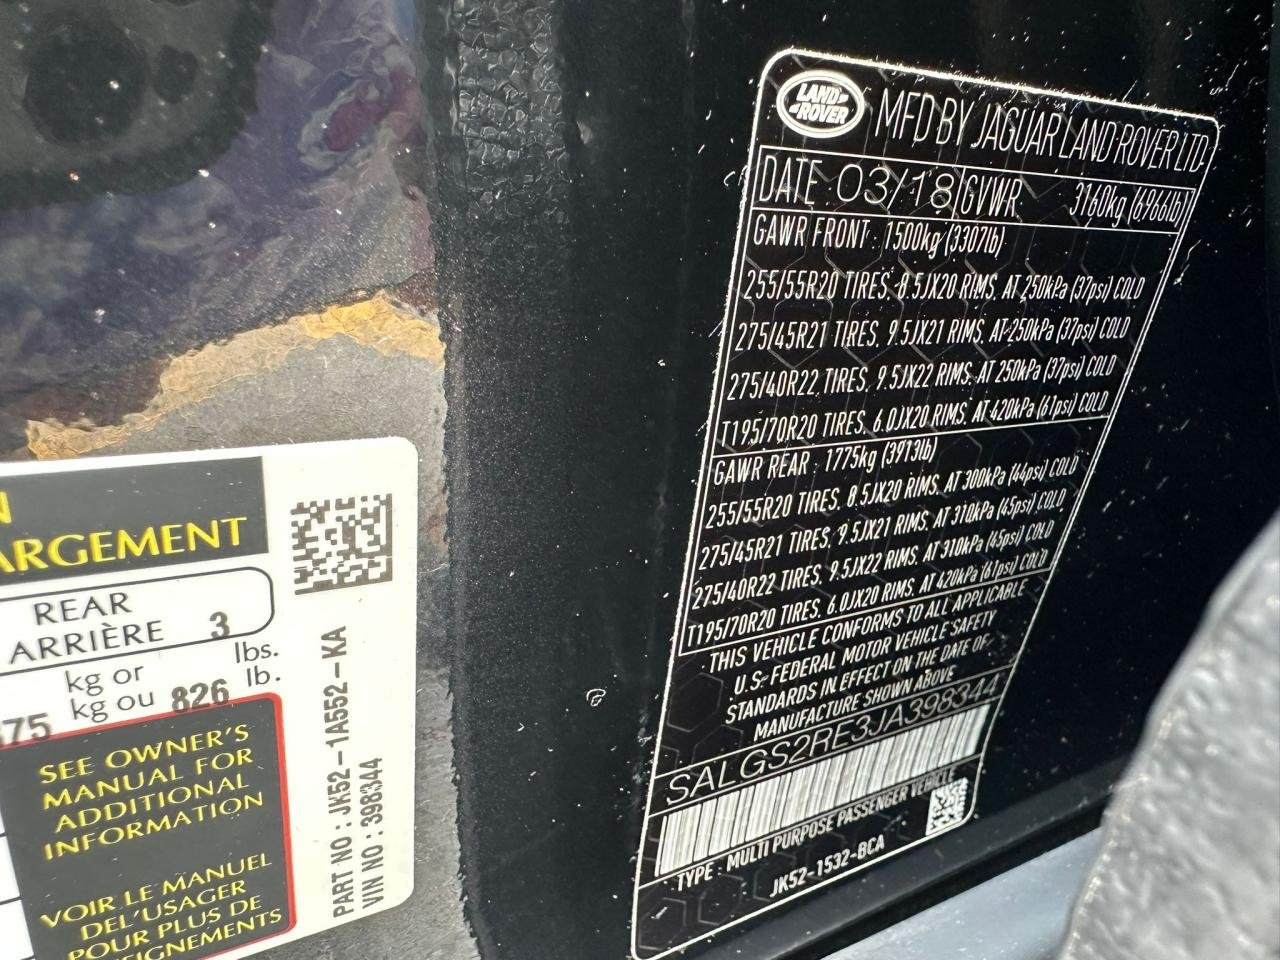 ARGEMENT
REAR
ARRIÈRE 3
kg or lbs.
kg ou 826 lb.
SEE OWNER'S
MANUAL FOR
ADDITIONAL
INFORMATION
VOIR LE MANUEL
DEL'USAGER
POUR PLUS DE
EIGNEMENTS
PART NO : JK52-1A552-KA
VIN NO : 398344
LAND
ROVER
MFD BY JAGUAR LAND ROVER LTD
DATE 03/18 GVWR 3160kg (6966lb)
GAWR FRONT : 1500kg (3307lb)
255/55R20 TIRES, 8.5JX20 RIMS, AT 250kPa (37psi) COLD
275/45R21 TIRES, 9.5JX21 RIMS, AT 250kPa (37psi) COLD
275/40R22 TIRES, 9.5JX22 RIMS, AT 250kPa (37psi) COLD
T195/70R20 TIRES, 6.0JX20 RIMS, AT 420kPa (61psi) COLD
GAWR REAR : 1775kg (3913lb)
255/55R20 TIRES, 8.5JX20 RIMS, AT 300kPa (44psi) COLD
275/45R21 TIRES, 9.5JX21 RIMS, AT 310kPa (45psi) COLD
275/40R22 TIRES, 9.5JX22 RIMS, AT 310kPa (45psi) COLD
T195/70R20 TIRES, 6.0JX20 RIMS, AT 420kPa (61psi) COLD
THIS VEHICLE CONFORMS TO ALL APPLICABLE
U.S. FEDERAL MOTOR VEHICLE SAFETY
STANDARDS IN EFFECT ON THE DATE OF
MANUFACTURE SHOWN ABOVE
SALGS2RE3JA398344
TYPE : MULTI PURPOSE PASSENGER VEHICLE
JK52-1532-BCA